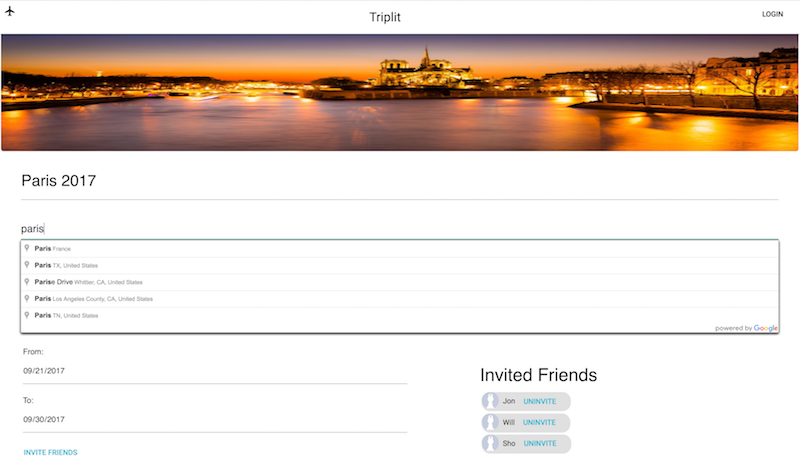 Triplit
LOGIN
Paris 2017
paris
Paris France
Paris TX, United States
Parise Drive Whittier, CA, United States
Paris Los Angeles County, CA, United States
Paris TN, United States
powered by Google
From:
09/21/2017
To:
09/30/2017
INVITE FRIENDS
Invited Friends
Jon UNINVITE
Will UNINVITE
Sho UNINVITE